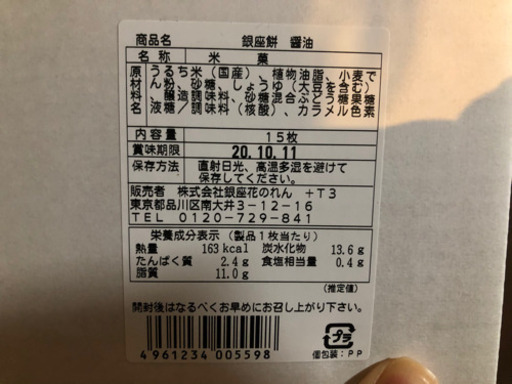 商品名 銀座餅 醤油
名称 米菓
原材料名 うるち米(国産)、植物油脂、小麦で
ん粉、砂糖、しょうゆ(大豆を含む)
、醸造調味料、砂糖混合ぶどう糖果糖
液糖/調味料(核酸)、カラメル色素
内容量 15枚
賞味期限 20.10.11
保存方法 直射日光、高温多湿を避けて
保存してください。
販売者 株式会社銀座花のれん +T3
東京都品川区南大井3-12-16
TEL 0120-729-841
栄養成分表示(製品1枚当たり)
熱量 163kcal 炭水化物 13.6g
たんぱく質 2.4g 食塩相当量 0.4g
脂質 11.0g
(推定値)
開封後はなるべくお早めにお召し上がり下さい。
4961234005598
プラ
個包装:PP